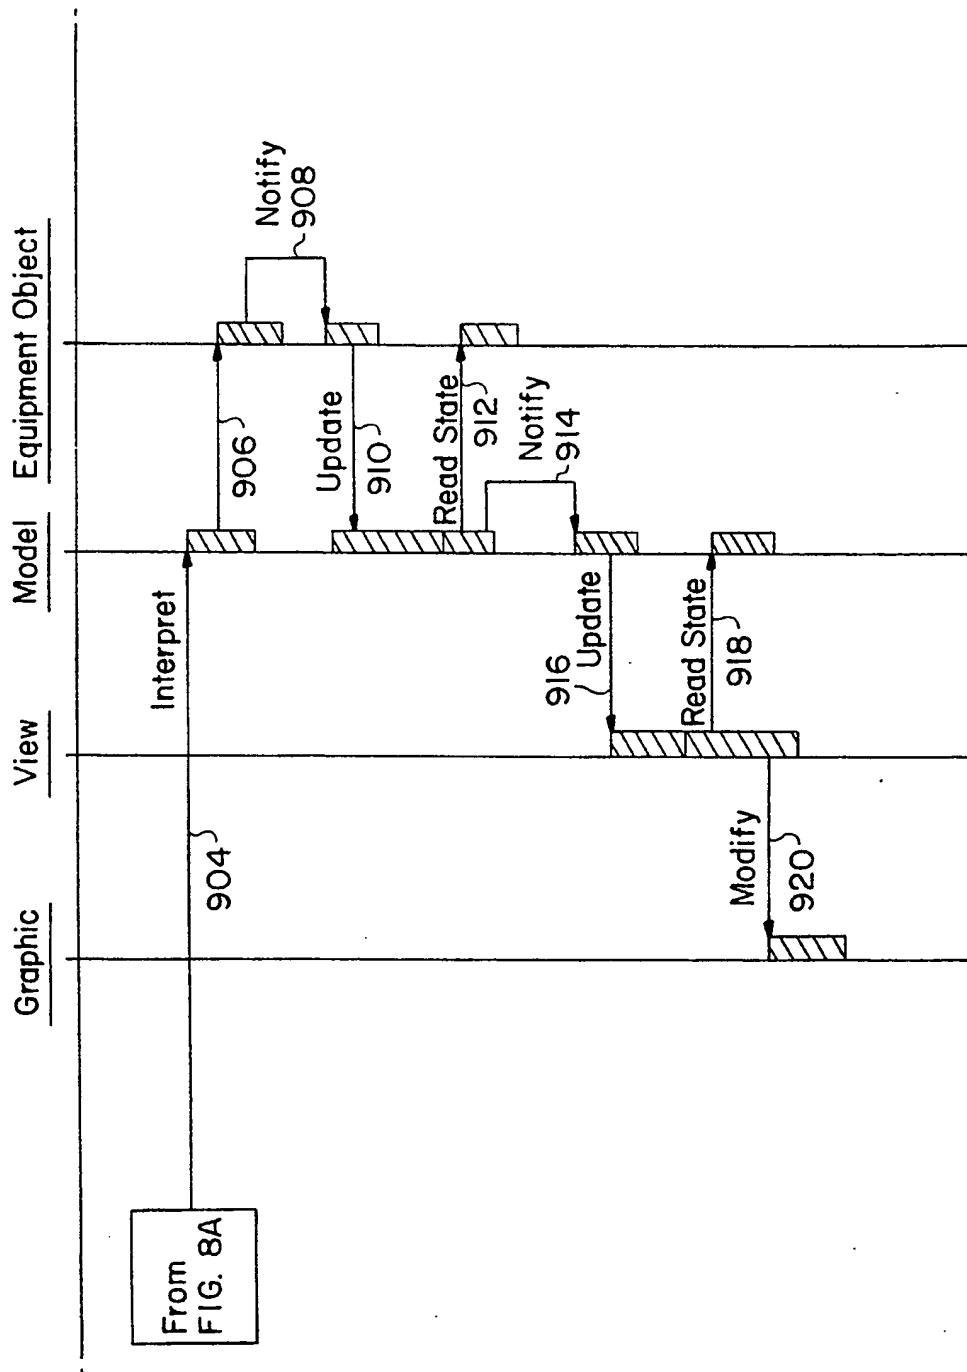 Graphic
View
Model
Equipment Object
From
FIG. 8A
904
Interpret
906
Notify
908
Update
910
Read State
912
Notify
914
916
Update
Read State
918
Modify
920